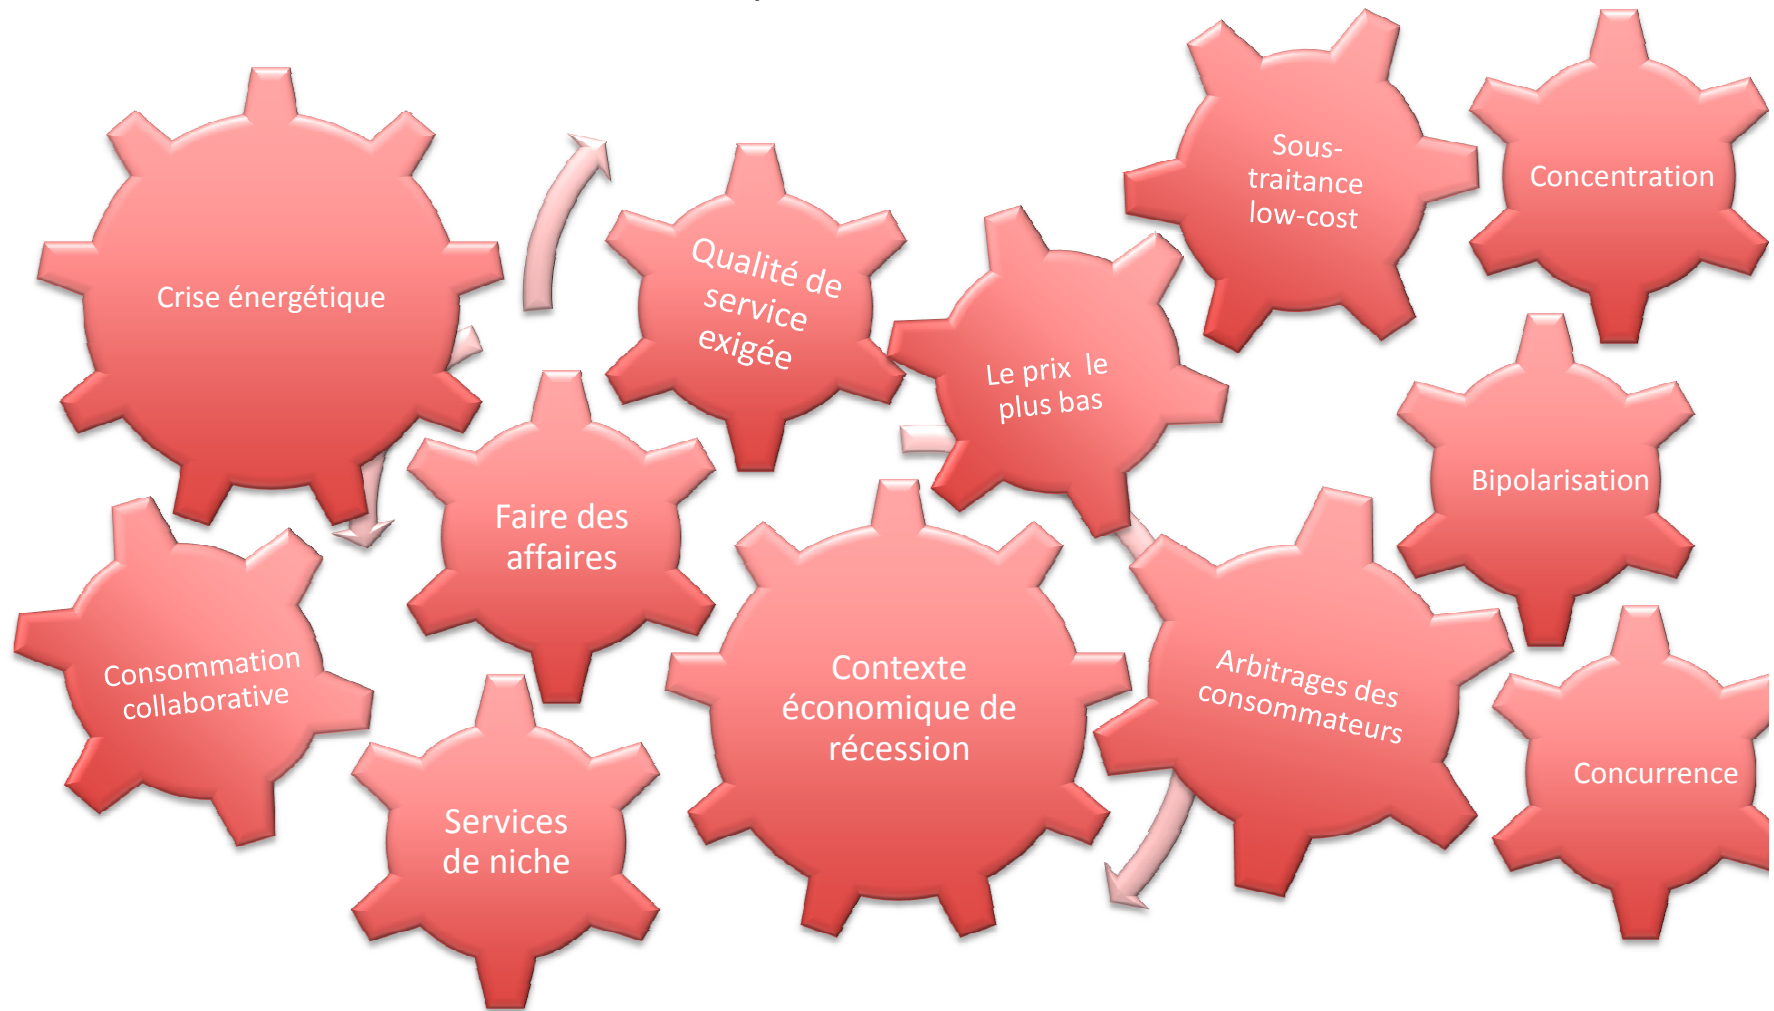 Crise énergétique
Qualité de
service
exigée
Sous-
traitance
low-cost
Concentration
Le prix le
plus bas
Bipolarisation
Faire des
affaires
Consommation
collaborative
Contexte
économique de
récession
Arbitrages des
consommateurs
Concurrence
Services
de niche